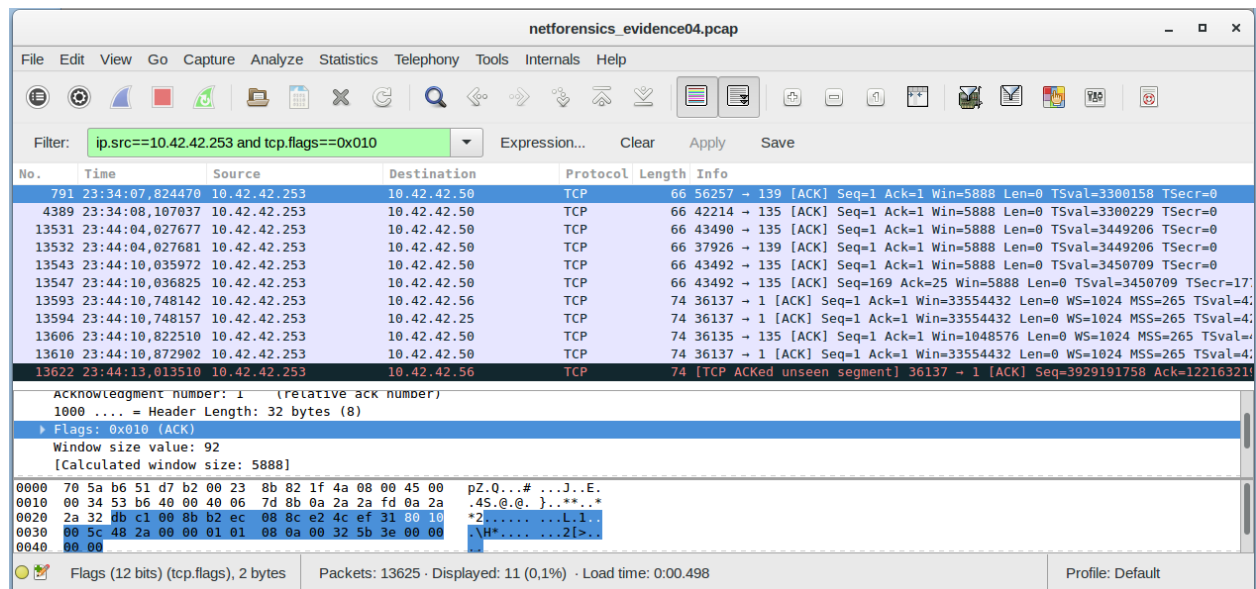 netforensics_evidence04.pcap
File Edit View Go Capture Analyze Statistics Telephony Tools Internals Help
Filter: ip.src==10.42.42.253 and tcp.flags==0x010 Expression... Clear Apply Save
No. Time Source Destination Protocol Length Info
791 23:34:07,824470 10.42.42.253 10.42.42.50 TCP 66 56257 → 139 [ACK] Seq=1 Ack=1 Win=5888 Len=0 TSval=3300158 TSecr=0
4389 23:34:08,107037 10.42.42.253 10.42.42.50 TCP 66 42214 → 135 [ACK] Seq=1 Ack=1 Win=5888 Len=0 TSval=3300229 TSecr=0
13531 23:44:04,027677 10.42.42.253 10.42.42.50 TCP 66 43490 → 135 [ACK] Seq=1 Ack=1 Win=5888 Len=0 TSval=3449206 TSecr=0
13532 23:44:04,027681 10.42.42.253 10.42.42.50 TCP 66 37926 → 139 [ACK] Seq=1 Ack=1 Win=5888 Len=0 TSval=3449206 TSecr=0
13543 23:44:10,035972 10.42.42.253 10.42.42.50 TCP 66 43492 → 135 [ACK] Seq=1 Ack=1 Win=5888 Len=0 TSval=3450709 TSecr=0
13547 23:44:10,036825 10.42.42.253 10.42.42.50 TCP 66 43492 → 135 [ACK] Seq=169 Ack=25 Win=5888 Len=0 TSval=3450709 TSecr=17
13593 23:44:10,748142 10.42.42.253 10.42.42.56 TCP 74 36137 → 1 [ACK] Seq=1 Ack=1 Win=33554432 Len=0 WS=1024 MSS=265 TSval=42
13594 23:44:10,748157 10.42.42.253 10.42.42.25 TCP 74 36137 → 1 [ACK] Seq=1 Ack=1 Win=33554432 Len=0 WS=1024 MSS=265 TSval=42
13606 23:44:10,822510 10.42.42.253 10.42.42.50 TCP 74 36135 → 135 [ACK] Seq=1 Ack=1 Win=1048576 Len=0 WS=1024 MSS=265 TSval=
13610 23:44:10,872902 10.42.42.253 10.42.42.50 TCP 74 36137 → 1 [ACK] Seq=1 Ack=1 Win=33554432 Len=0 WS=1024 MSS=265 TSval=42
13622 23:44:13,013510 10.42.42.253 10.42.42.56 TCP 74 [TCP ACKed unseen segment] 36137 → 1 [ACK] Seq=3929191758 Ack=122163219
Acknowledgment number: 1 (relative ack number)
1000 .... = Header Length: 32 bytes (8)
Flags: 0x010 (ACK)
Window size value: 92
[Calculated window size: 5888]
0000 70 5a b6 51 d7 b2 00 23 8b 82 1f 4a 08 00 45 00 pZ.Q...# ...J..E.
0010 00 34 53 b6 40 00 40 06 7d 8b 0a 2a 2a fd 0a 2a .4S.@.@. }..**..*
0020 2a 32 db c1 00 8b b2 ec 08 8c e2 4c ef 31 80 10 *2...... ...L.1..
0030 00 5c 48 2a 00 00 01 01 08 0a 00 32 5b 3e 00 00 .\H*.... ...2[>..
0040 00 00 ..
Flags (12 bits) (tcp.flags), 2 bytes Packets: 13625 · Displayed: 11 (0,1%) · Load time: 0:00.498 Profile: Default